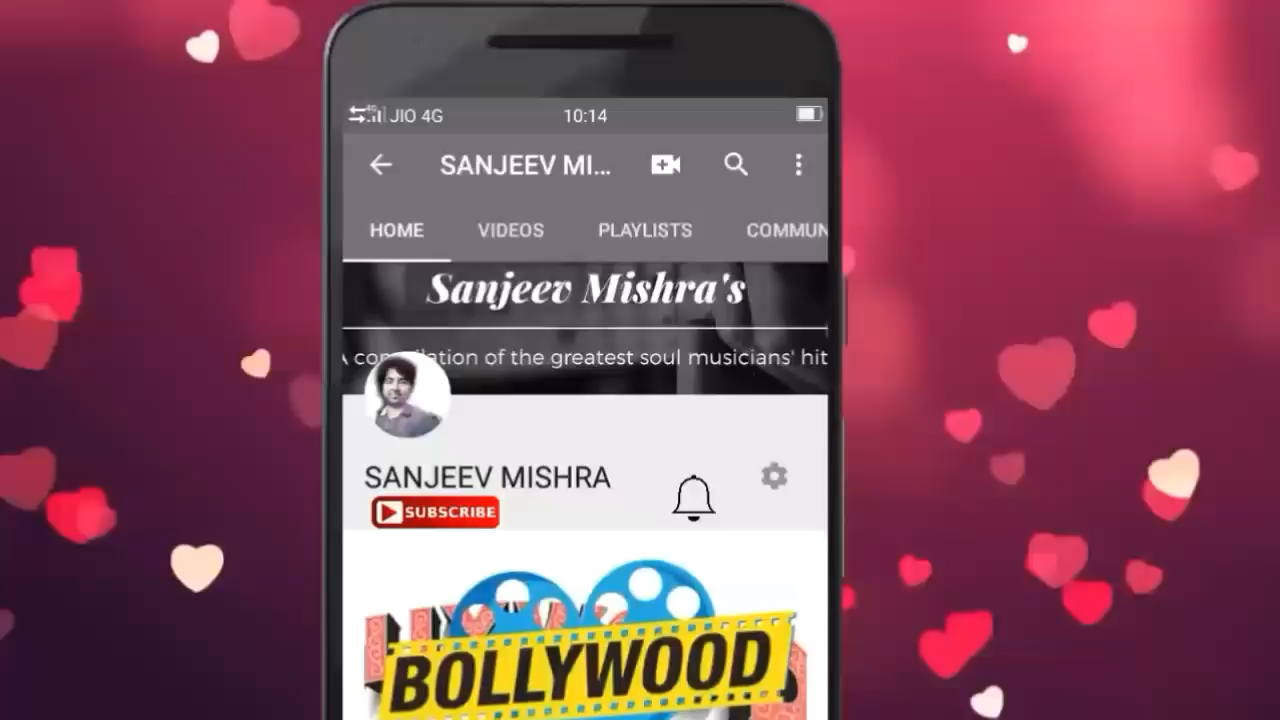 4G JIO 4G 10:14
SANJEEV MI...
HOME VIDEOS PLAYLISTS COMMUN
Sanjeev Mishra's
of the greatest soul musicians' hit
SANJEEV MISHRA
SUBSCRIBE
BOLLYWOOD